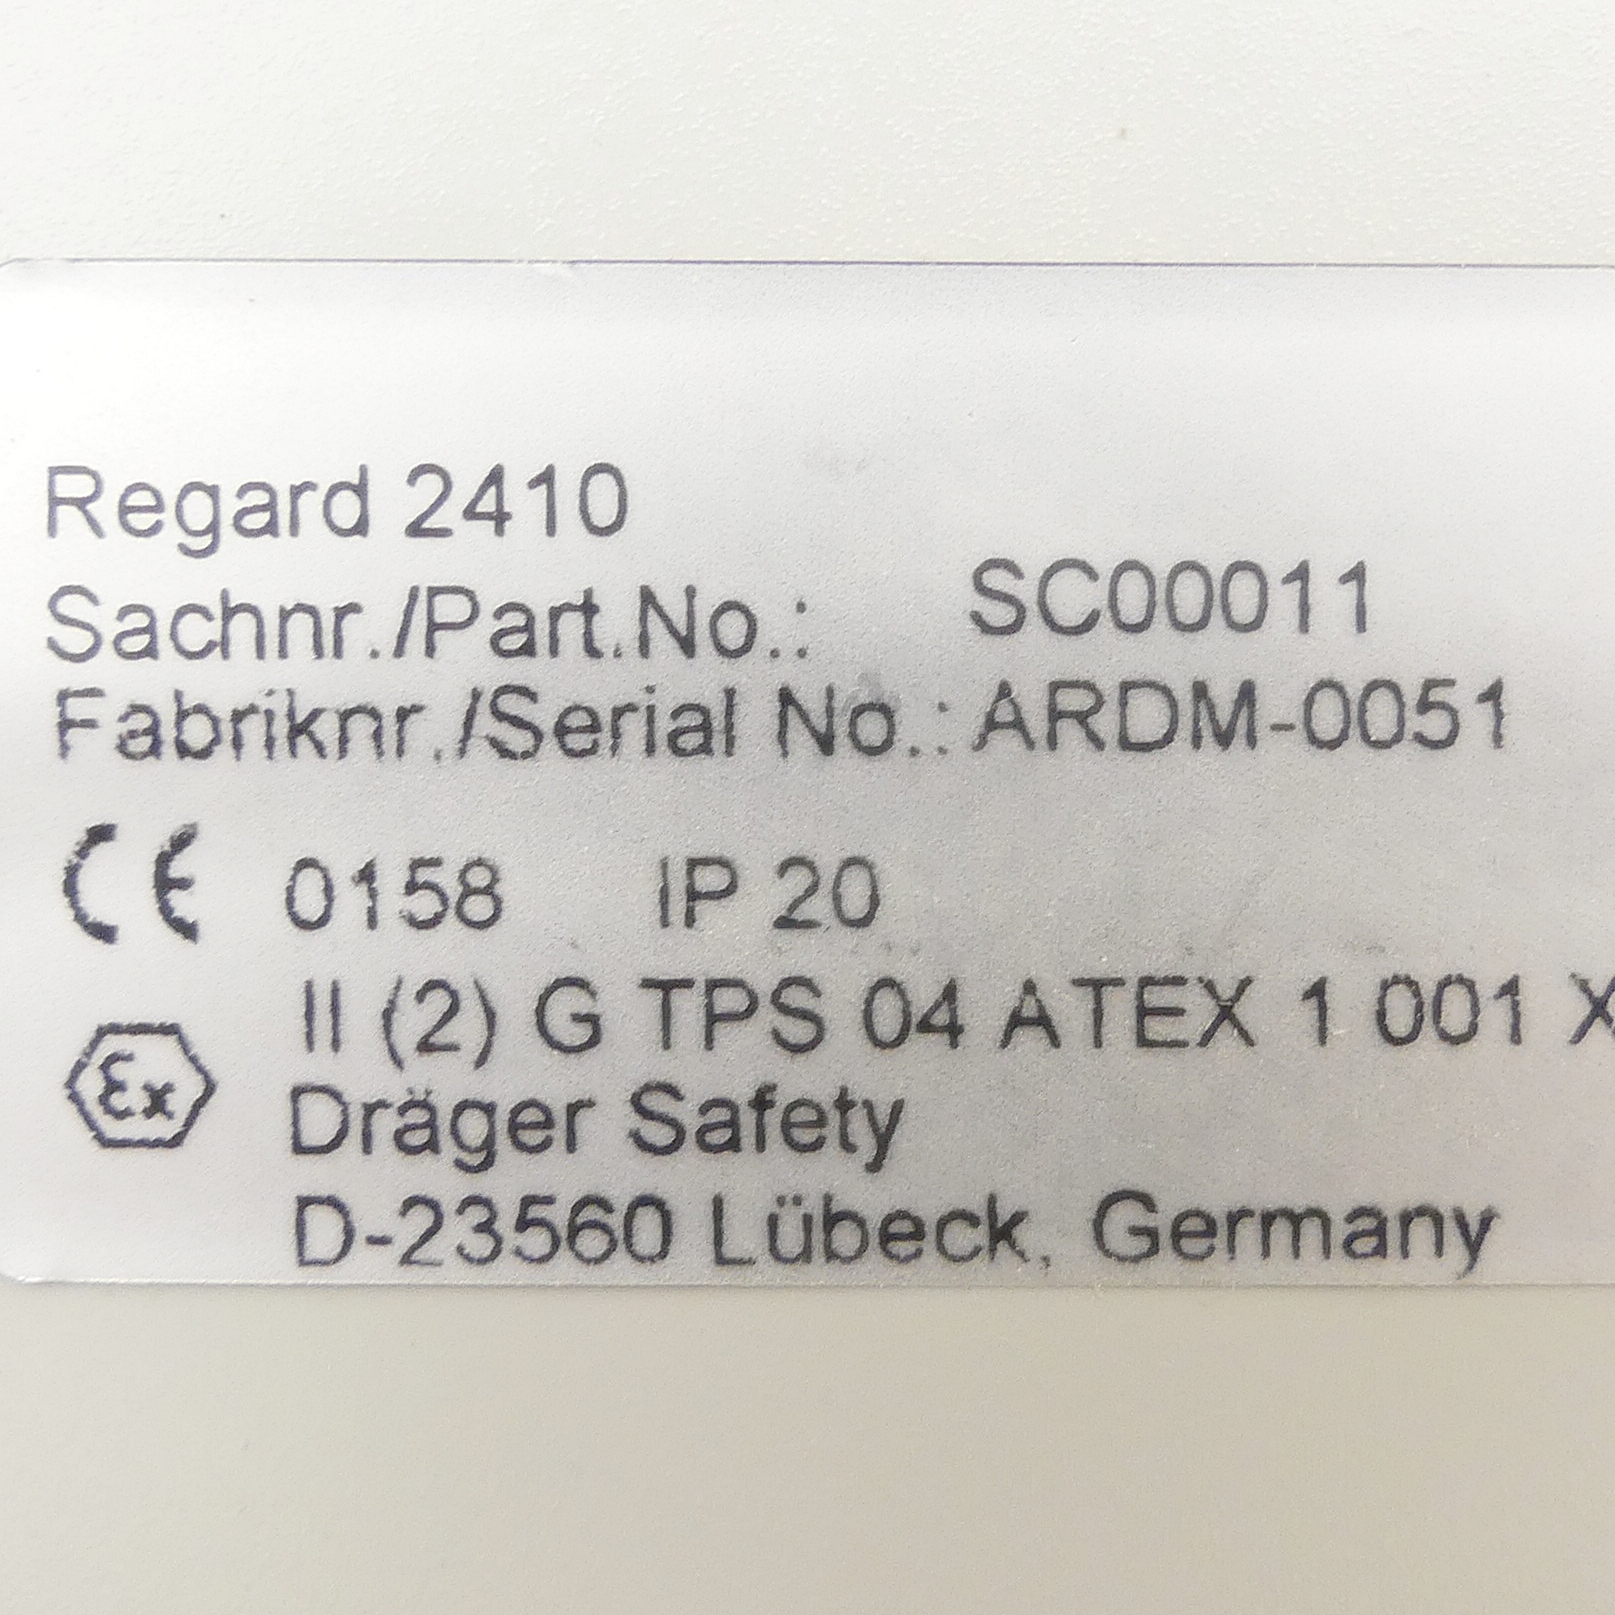 Regard 2410
Sachnr./Part.No.: SC00011
Fabriknr./Serial No.: ARDM-0051
CE 0158 IP 20
II (2) G TPS 04 ATEX 1 001 X
Ex
Dräger Safety
D-23560 Lübeck, Germany